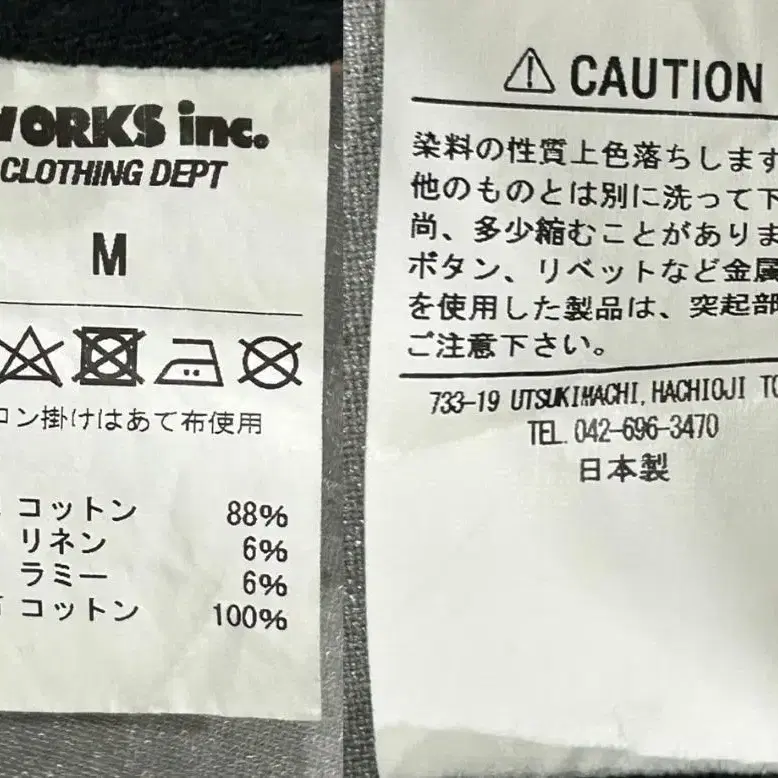 WORKS inc.
CLOTHING DEPT
M
ロン掛けはあて布使用
コットン 88%
リネン 6%
ラミー 6%
コットン 100%
CAUTION
染料の性質上色落ちします
他のものとは別に洗って下
尚、多少縮むことがありま
ボタン、リベットなど金属
を使用した製品は、突起部
ご注意下さい。
733-19 UTSUKIMACHI, HACHIOJI TO
TEL. 042-696-3470
日本製